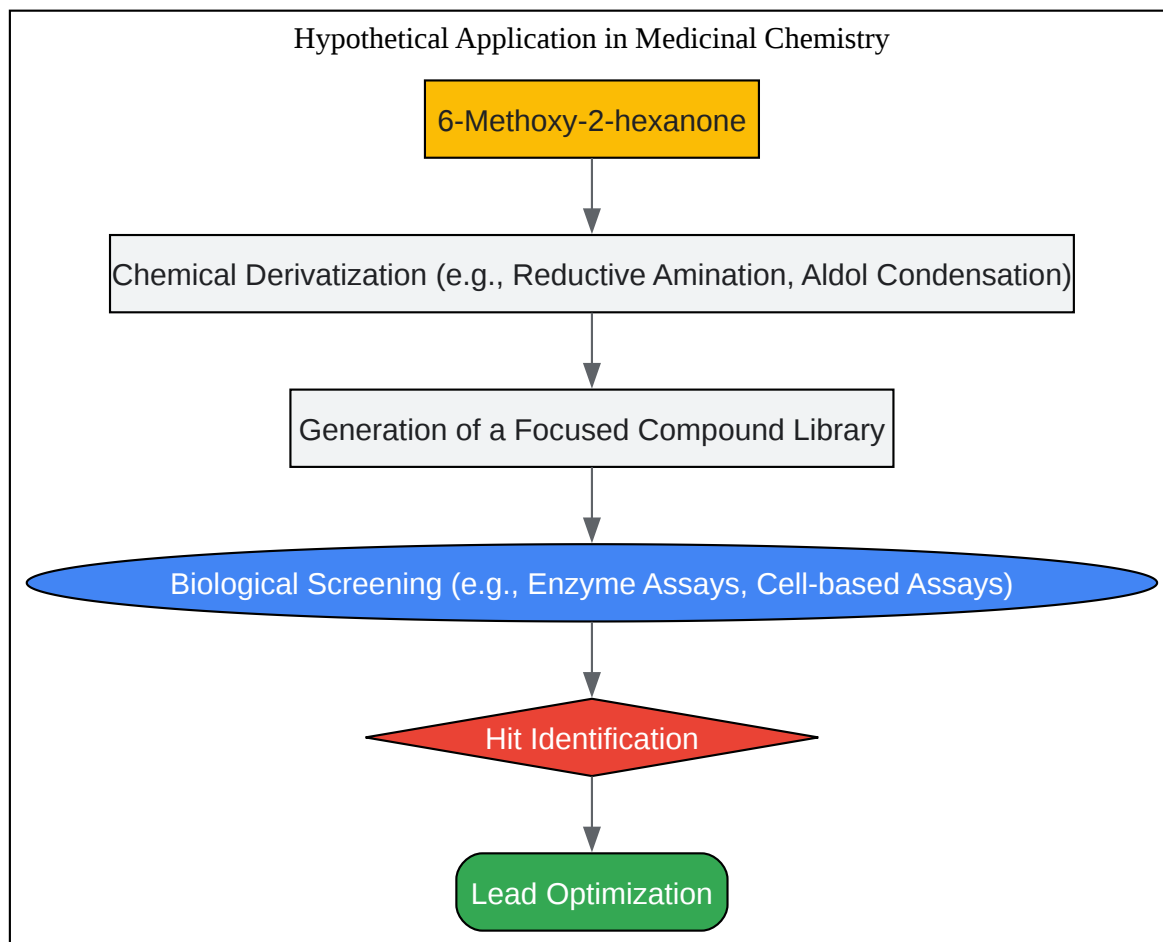 Hypothetical Application in Medicinal Chemistry
6-Methoxy-2-hexanone
Chemical Derivatization (e.g., Reductive Amination, Aldol Condensation)
Generation of a Focused Compound Library
Biological Screening (e.g., Enzyme Assays, Cell-based Assays)
Hit Identification
Lead Optimization